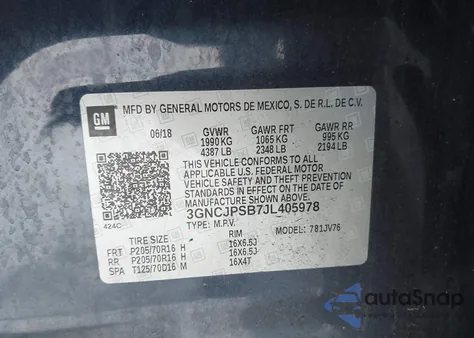 GM
MFD BY GENERAL MOTORS DE MEXICO, S. DE R.L. DE C.V.
06/18 GVWR GAWR FRT GAWR RR
1990 KG 1065 KG 995 KG
4387 LB 2348 LB 2194 LB
THIS VEHICLE CONFORMS TO ALL
APPLICABLE U.S. FEDERAL MOTOR
VEHICLE SAFETY AND THEFT PREVENTION
STANDARDS IN EFFECT ON THE DATE OF
MANUFACTURE SHOWN ABOVE.
3GNCJPSB7JL405978
424C TYPE: M.P.V. MODEL: 781JV76
TIRE SIZE RIM
FRT P205/70R16 H 16X6.5J
RR P205/70R16 H 16X6.5J
SPA T125/70D16 M 16X4T
autoSnap